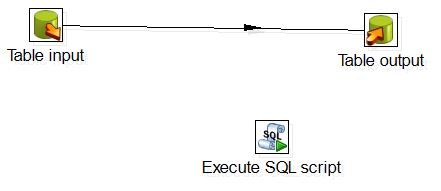 Table input
Table output
SQL
Execute SQL script